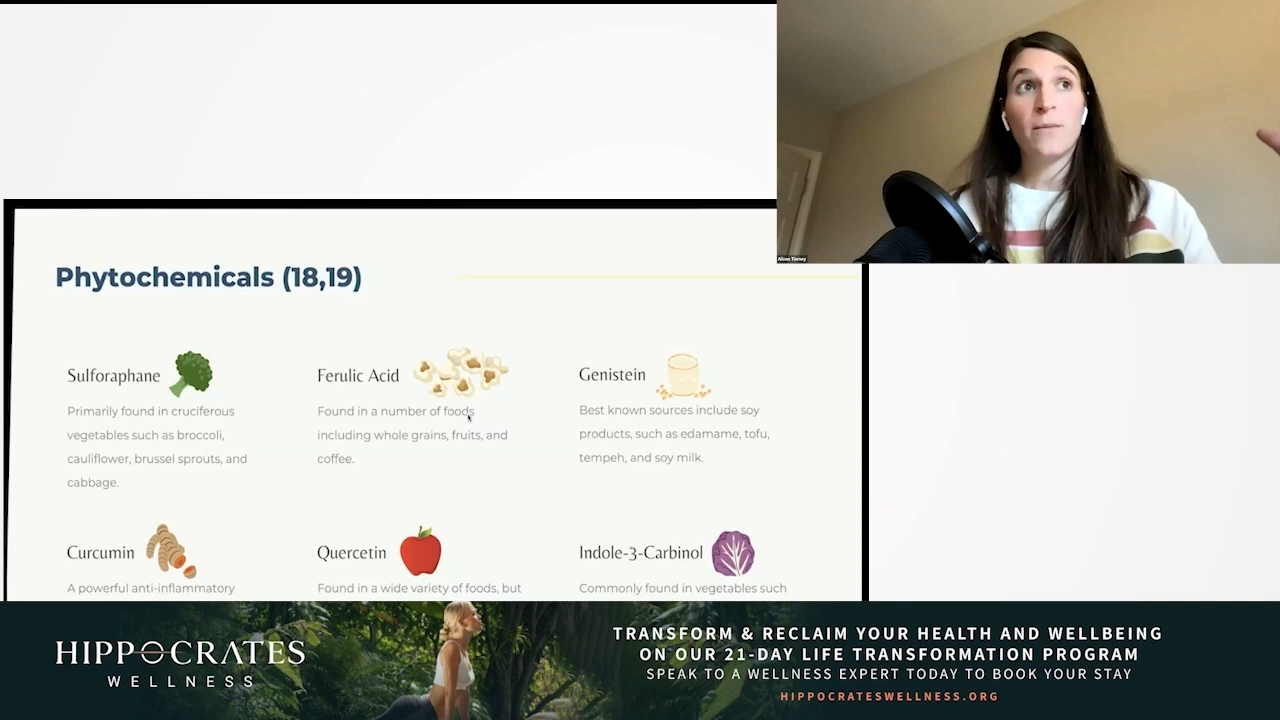 Alison Tierney
Phytochemicals (18,19)
Sulforaphane
Primarily found in cruciferous
vegetables such as broccoli,
cauliflower, brussel sprouts, and
cabbage.
Ferulic Acid
Found in a number of foods
including whole grains, fruits, and
coffee.
Genistein
Best known sources include soy
products, such as edamame, tofu,
tempeh, and soy milk.
Curcumin
A powerful anti-inflammatory
Quercetin
Found in a wide variety of foods, but
Indole-3-Carbinol
Commonly found in vegetables such
HIPPOCRATES
WELLNESS
TRANSFORM & RECLAIM YOUR HEALTH AND WELLBEING
ON OUR 21-DAY LIFE TRANSFORMATION PROGRAM
SPEAK TO A WELLNESS EXPERT TODAY TO BOOK YOUR STAY
HIPPOCRATESWELLNESS.ORG